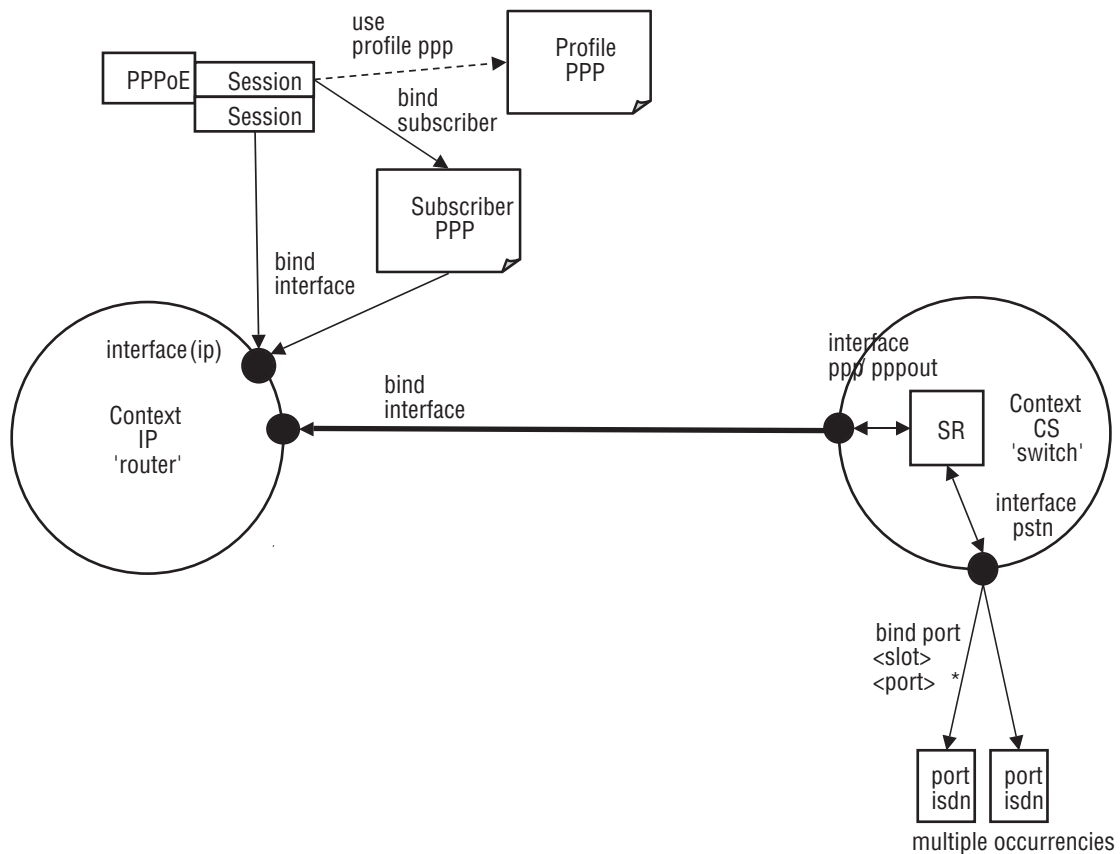 use
profile ppp
Profile
PPP
PPPoE
Session
Session
bind
subscriber
Subscriber
PPP
bind
interface
interface (ip)
Context
IP
'router'
bind
interface
interface
ppp/ pppout
SR
Context
CS
'switch'
interface
pstn
bind port
<slot>
<port> *
port
isdn
port
isdn
multiple occurrencies